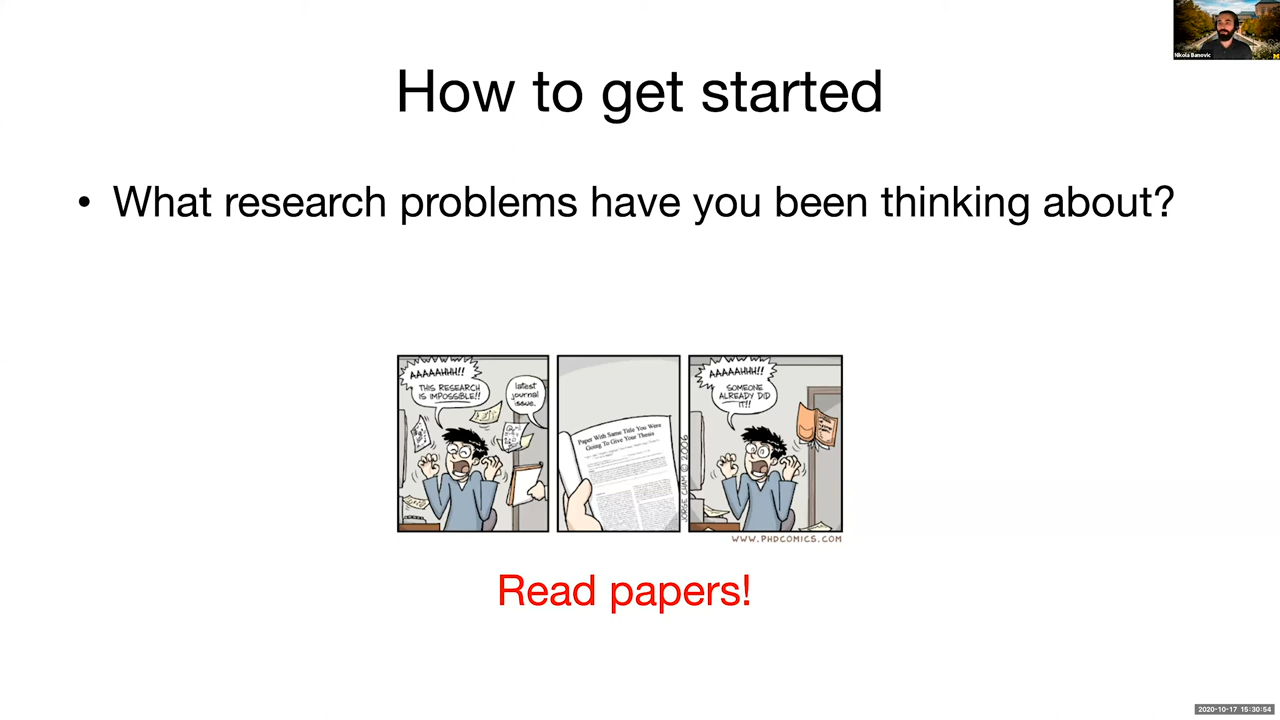 Nikola Banovic
How to get started
• What research problems have you been thinking about?
AAAAAHHH!!
THIS RESEARCH
IS IMPOSSIBLE!!
latest
journal
issue.
Paper With Same Title You Were
Going To Give Your Thesis
JORGE CHAM © 2006
AAAAAHHH!!
SOMEONE
ALREADY DID
IT!!
WWW.PHDCOMICS.COM
Read papers!
2020-10-17 15:30:54